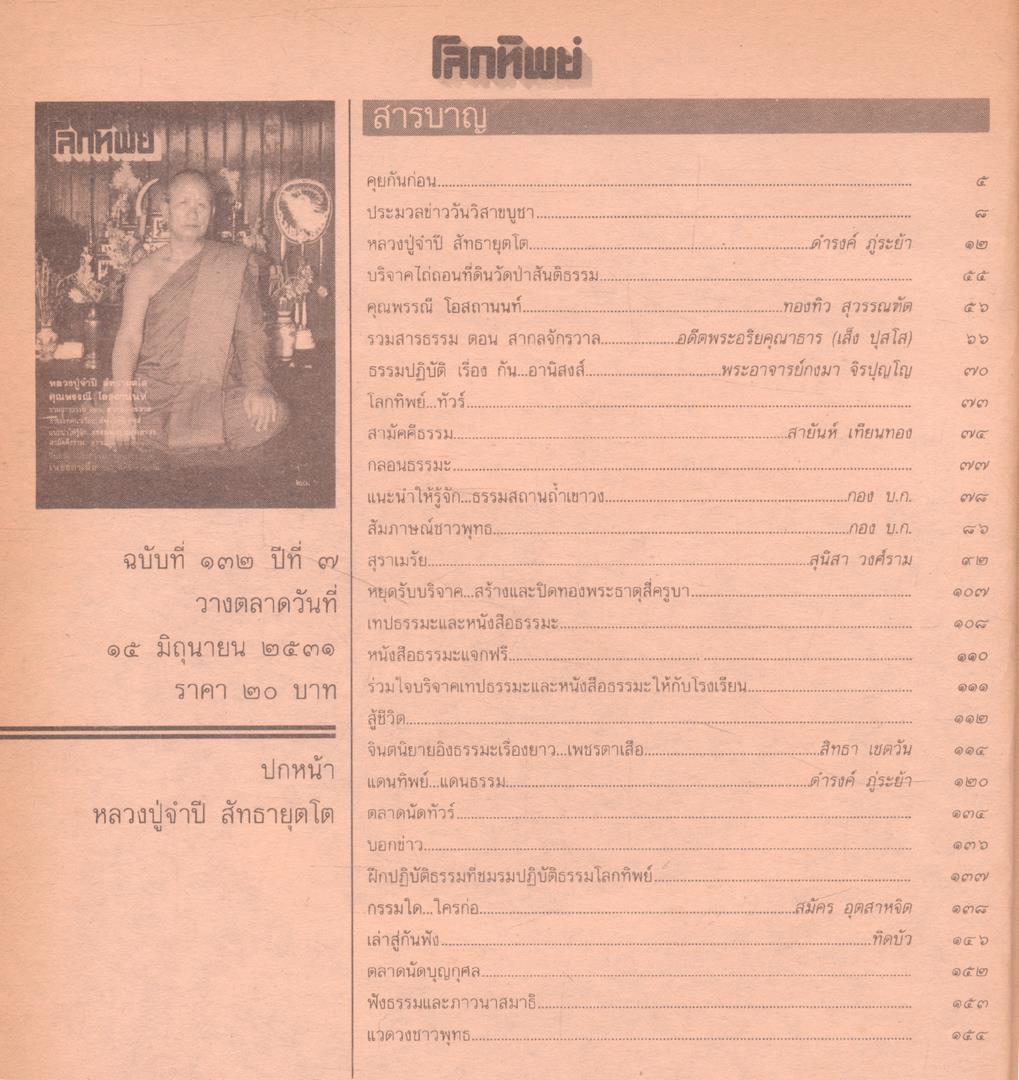 โลกทิพย์
โลกทิพย์
หลวงปู่จำปี สัทธายุตโต
คุณพรรณี โอสถานนท์
ฉบับที่ ๑๓๒ ปีที่ ๗
วางตลาดวันที่
๑๕ มิถุนายน ๒๕๓๑
ราคา ๒๐ บาท
ปกหน้า
หลวงปู่จำปี สัทธายุตโต
สารบาญ
คุยกันก่อน ๕
ประมวลข่าววันวิสาขบูชา ๘
หลวงปู่จำปี สัทธายุตโต ดำรงค์ ภู่ระย้า ๑๒
บริจาคไถ่ถอนที่ดินวัดป่าสันติธรรม ๕๕
คุณพรรณี โอสถานนท์ ทองทิว สุวรรณทัต ๕๖
รวมสารธรรม ตอน สากลจักรวาล อดีตพระอริยคุณาธาร (เส็ง ปุสโส) ๖๖
ธรรมปฏิบัติ เรื่อง กัน...อานิสงส์ พระอาจารย์กงมา จิรปุญโญ ๗๐
โลกทิพย์...ทัวร์ ๗๓
สามัคคีธรรม สายันห์ เทียนทอง ๗๔
กลอนธรรมะ ๗๗
แนะนำให้รู้จัก...ธรรมสถานถ้ำเขาวง กอง บ.ก. ๗๘
สัมภาษณ์ชาวพุทธ กอง บ.ก. ๘๖
สุราเมรัย สุนิสา วงศ์ราม ๙๒
หยุดรับบริจาค...สร้างและปิดทองพระธาตุสี่ครูบา ๑๐๗
เทปธรรมะและหนังสือธรรมะ ๑๐๘
หนังสือธรรมะแจกฟรี ๑๑๐
ร่วมใจบริจาคเทปธรรมะและหนังสือธรรมะให้กับโรงเรียน ๑๑๑
สู้ชีวิต ๑๑๒
จินตนิยายอิงธรรมะเรื่องยาว...เพชรตาเสือ สิทธา เชตวัน ๑๑๔
แดนทิพย์...แดนธรรม ดำรงค์ ภู่ระย้า ๑๒๐
ตลาดนัดทัวร์ ๑๓๔
บอกข่าว ๑๓๖
ฝึกปฏิบัติธรรมที่ชมรมปฏิบัติธรรมโลกทิพย์ ๑๓๗
กรรมใด...ใครก่อ สมัคร อุตสาหจิต ๑๓๘
เล่าสู่กันฟัง ทิดบัว ๑๔๖
ตลาดนัดบุญกุศล ๑๕๒
ฟังธรรมและภาวนาสมาธิ ๑๕๓
แวดวงชาวพุทธ ๑๕๔